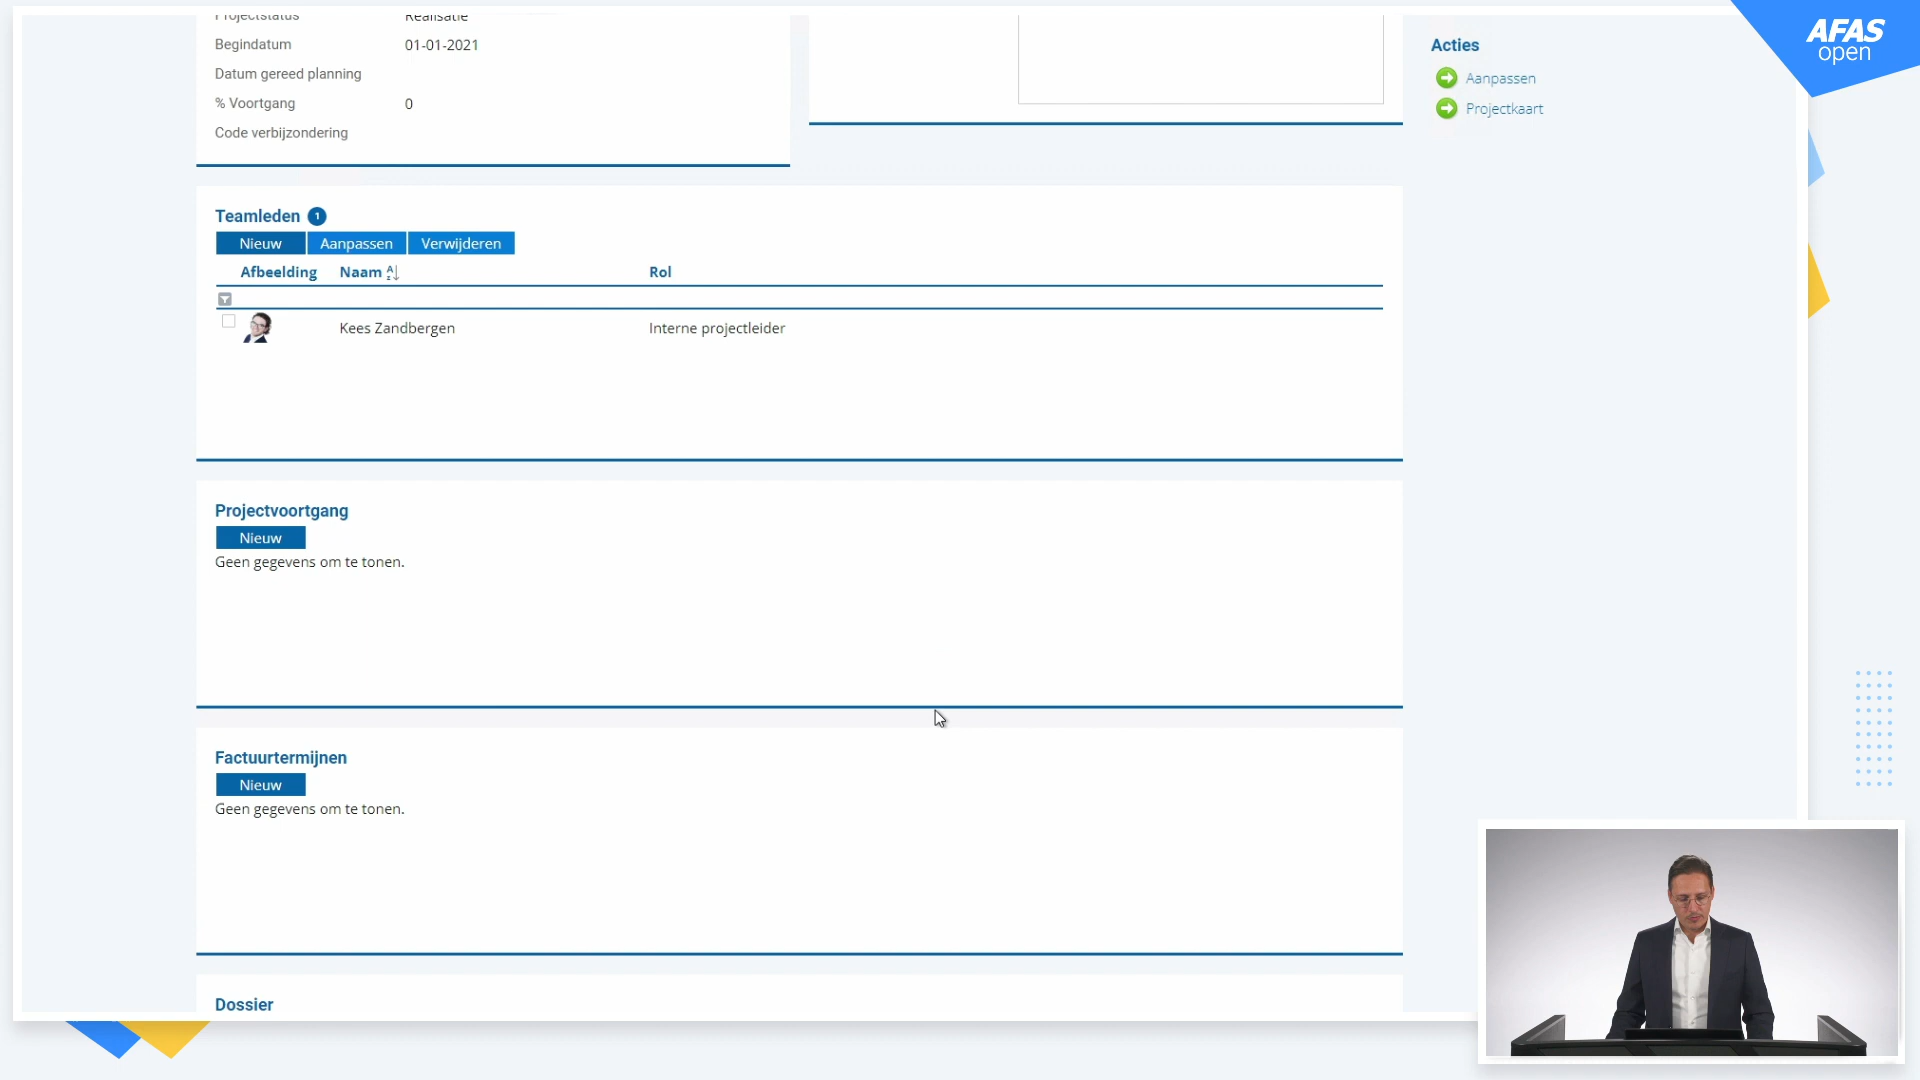 Projectstatus Realisatie
Begindatum 01-01-2021
Datum gereed planning
% Voortgang 0
Code verbijzondering
Acties
Aanpassen
Projectkaart
AFAS
open
Teamleden 1
Nieuw Aanpassen Verwijderen
Afbeelding Naam Rol
Kees Zandbergen Interne projectleider
Projectvoortgang
Nieuw
Geen gegevens om te tonen.
Factuurtermijnen
Nieuw
Geen gegevens om te tonen.
Dossier